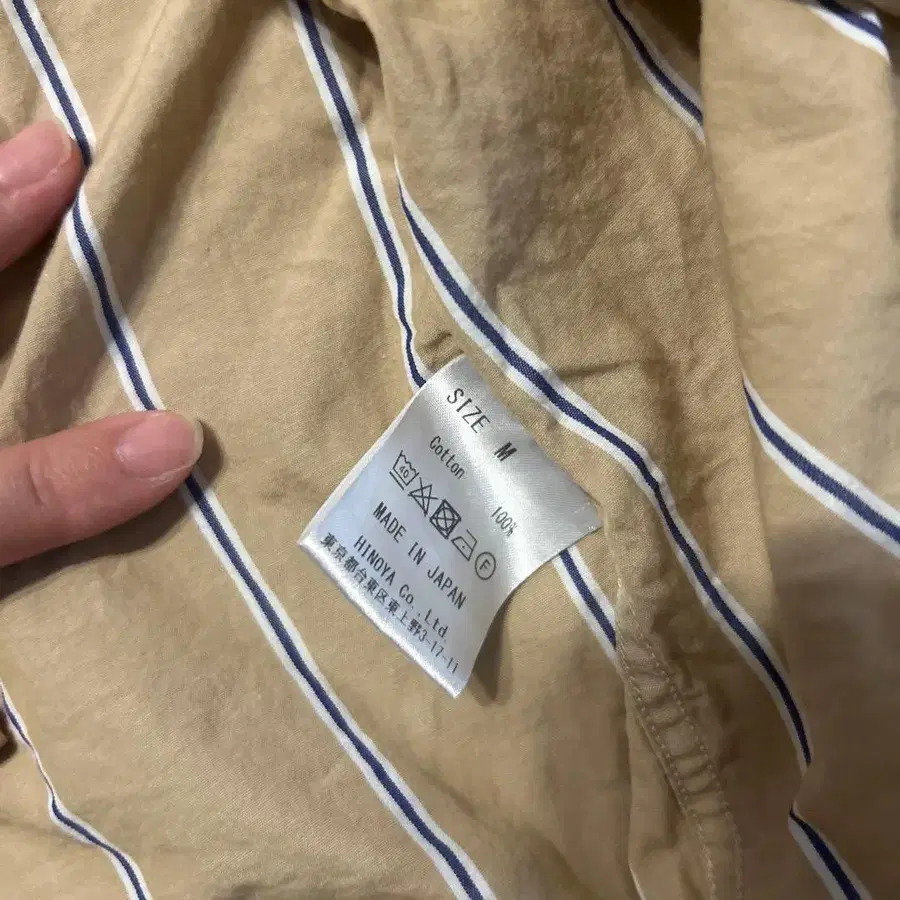 SIZE M
Cotton 100%
40 F
MADE IN JAPAN
HINOYA Co.,Ltd.
東京都台東区東上野3-17-11